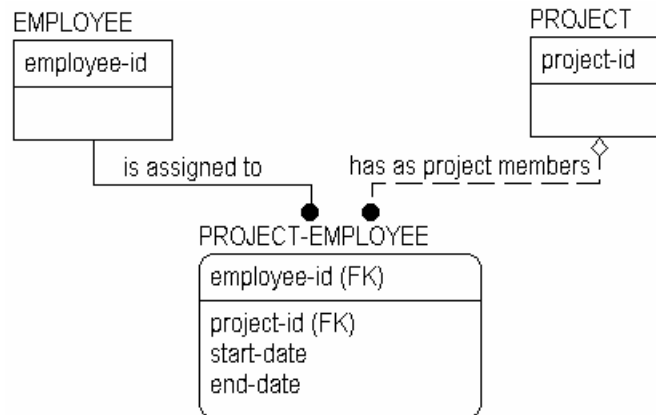 EMPLOYEE
employee-id
PROJECT
project-id
is assigned to
has as project members
PROJECT-EMPLOYEE
employee-id (FK)
project-id (FK)
start-date
end-date